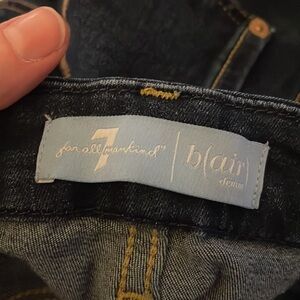 7
for all mankind®
b(air)
denim